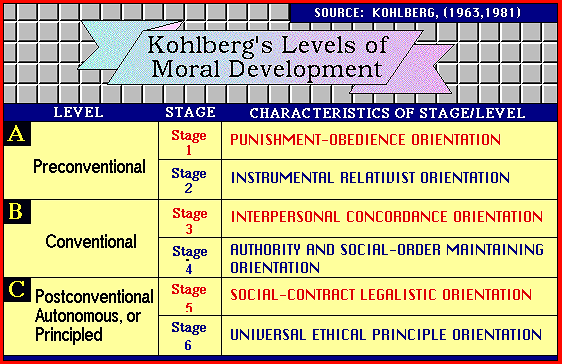 SOURCE: KOHLBERG, (1963,1981)
Kohlberg's Levels of
Moral Development
LEVEL STAGE CHARACTERISTICS OF STAGE/LEVEL
A
Preconventional
Stage
1
PUNISHMENT-OBEDIENCE ORIENTATION
Stage
2
INSTRUMENTAL RELATIVIST ORIENTATION
B
Conventional
Stage
3
INTERPERSONAL CONCORDANCE ORIENTATION
Stage
4
AUTHORITY AND SOCIAL-ORDER MAINTAINING
ORIENTATION
C
Postconventional
Autonomous, or
Principled
Stage
5
SOCIAL-CONTRACT LEGALISTIC ORIENTATION
Stage
6
UNIVERSAL ETHICAL PRINCIPLE ORIENTATION